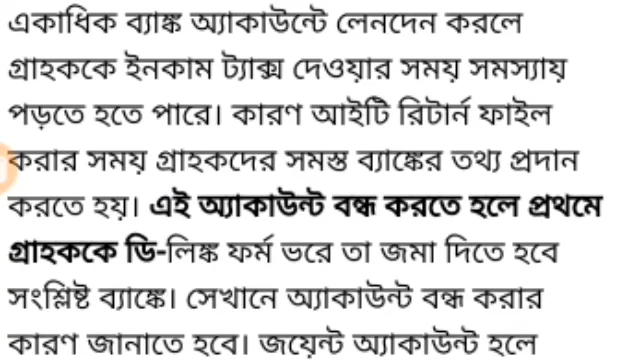 একাধিক ব্যাঙ্ক অ্যাকাউন্টে লেনদেন করলে
গ্রাহককে ইনকাম ট্যাক্স দেওয়ার সময় সমস্যায়
পড়তে হতে পারে। কারণ আইটি রিটার্ন ফাইল
করার সময় গ্রাহকদের সমস্ত ব্যাঙ্কের তথ্য প্রদান
করতে হয়। এই অ্যাকাউন্ট বন্ধ করতে হলে প্রথমে
গ্রাহককে ডি-লিঙ্ক ফর্ম ভরে তা জমা দিতে হবে
সংশ্লিষ্ট ব্যাঙ্কে। সেখানে অ্যাকাউন্ট বন্ধ করার
কারণ জানাতে হবে। জয়েন্ট অ্যাকাউন্ট হলে